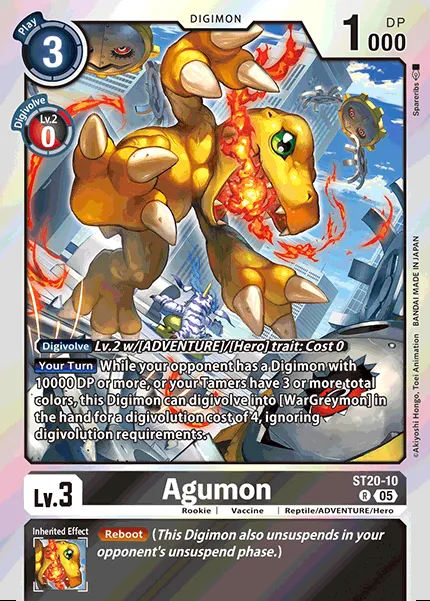 DIGIMON
Play
3
1000
DP
Digivolve
Lv.2
0
Spareribs
©Akiyoshi Hongo, Toei Animation BANDAI MADE IN JAPAN
Digivolve Lv.2 w/[ADVENTURE]/[Hero] trait: Cost 0
Your Turn While your opponent has a Digimon with
10000 DP or more, or your Tamers have 3 or more total
colors, this Digimon can digivolve into [WarGreymon] in
the hand for a digivolution cost of 4, ignoring
digivolution requirements.
Lv.3
Agumon
ST20-10
R 05
Rookie | Vaccine | Reptile/ADVENTURE/Hero
Inherited Effect
Reboot (This Digimon also unsuspends in your
opponent's unsuspend phase.)